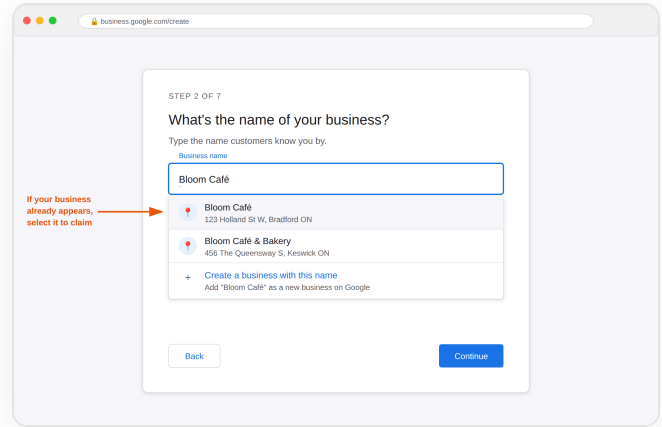 business.google.com/create
STEP 2 OF 7
What's the name of your business?
Type the name customers know you by.
Business name
Bloom Café
If your business
already appears,
select it to claim
Bloom Café
123 Holland St W, Bradford ON
Bloom Café & Bakery
456 The Queensway S, Keswick ON
+ Create a business with this name
Add "Bloom Café" as a new business on Google
Back
Continue